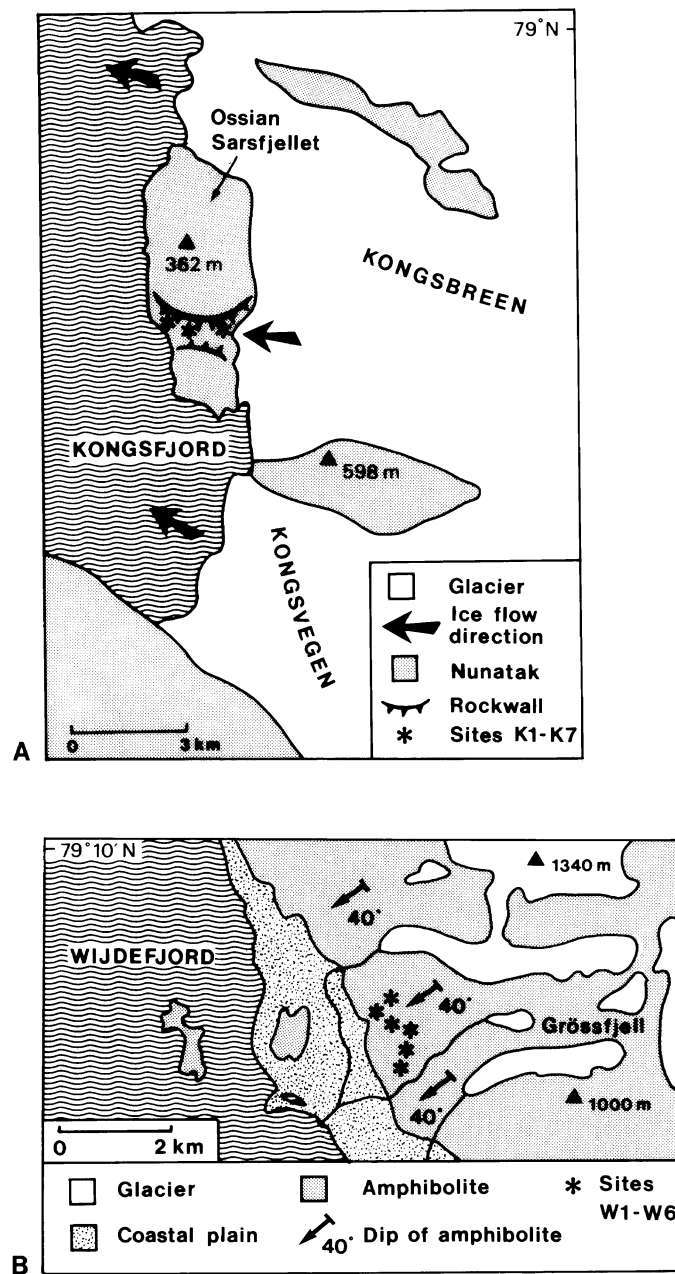 79°N
Ossian
Sarsfjellet
362 m
KONGSBREEN
KONGSFJORD
598 m
KONGSVEGEN
Glacier
Ice flow
direction
Nunatak
Rockwall
Sites K1-K7
0 3 km
A
79°10′N
1340 m
40°
WIJDEFJORD
40°
Grössfjell
40°
1000 m
0 2 km
Glacier
Amphibolite
Sites
W1-W6
Coastal plain
40° Dip of amphibolite
B